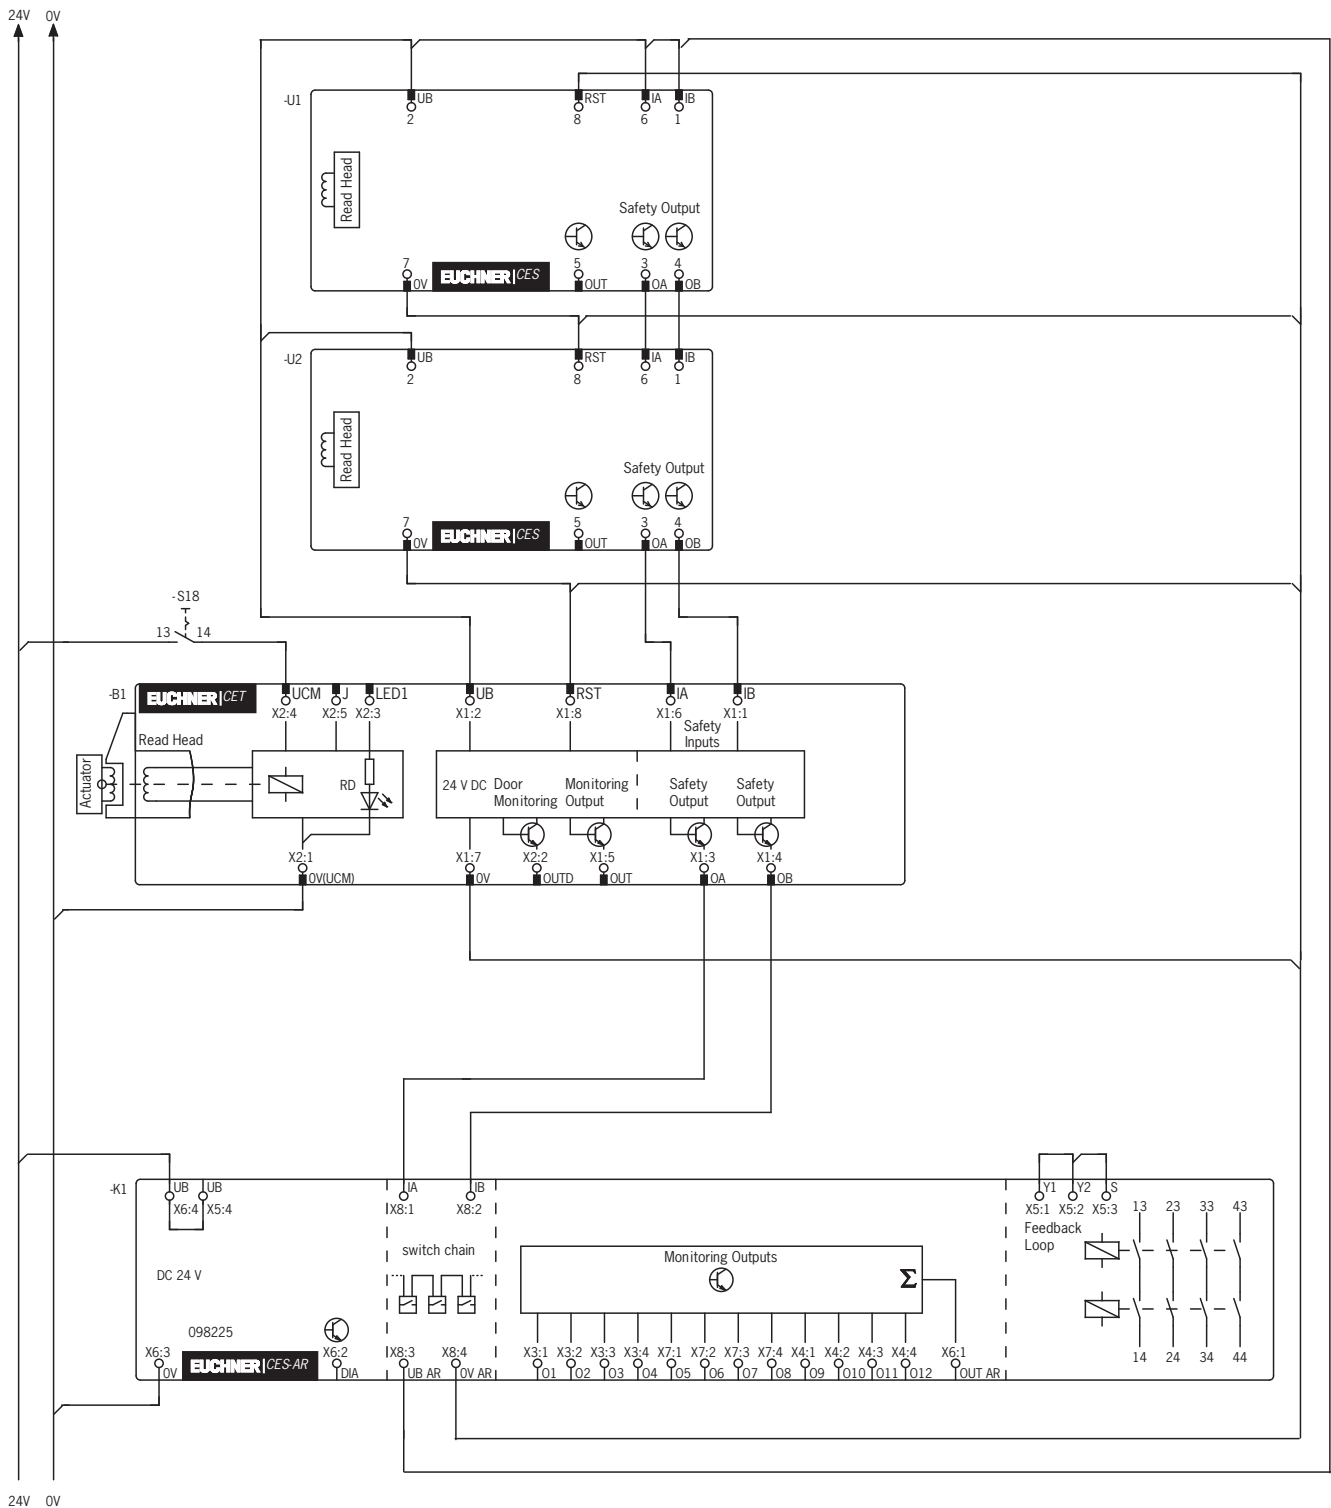 24V 0V
-U1
UB RST IA IB
2 8 6 1
Read Head
Safety Output
7 5 3 4
0V EUCHNER CES OUT OA OB
-U2
UB RST IA IB
2 8 6 1
Read Head
Safety Output
7 5 3 4
0V EUCHNER CES OUT OA OB
-S18
13 14
-B1 EUCHNER CET UCM J LED1 UB RST IA IB
X2:4 X2:5 X2:3 X1:2 X1:8 X1:6 X1:1
Safety
Inputs
Read Head
Actuator
RD
24 V DC Door Monitoring Safety Safety
Monitoring Output Output Output
X2:1 X1:7 X2:2 X1:5 X1:3 X1:4
0V(UCM) 0V OUTD OUT OA OB
-K1 UB UB IA IB Y1 Y2 S
X6:4 X5:4 X8:1 X8:2 X5:1 X5:2 X5:3 13 23 33 43
Feedback
Loop
switch chain
Monitoring Outputs
DC 24 V Σ
098225
X6:3 X6:2 X8:3 X8:4 X3:1 X3:2 X3:3 X3:4 X7:1 X7:2 X7:3 X7:4 X4:1 X4:2 X4:3 X4:4 X6:1 14 24 34 44
0V EUCHNER CES-AR DIA UB AR 0V AR O1 O2 O3 O4 O5 O6 O7 O8 O9 O10 O11 O12 OUT AR
24V 0V